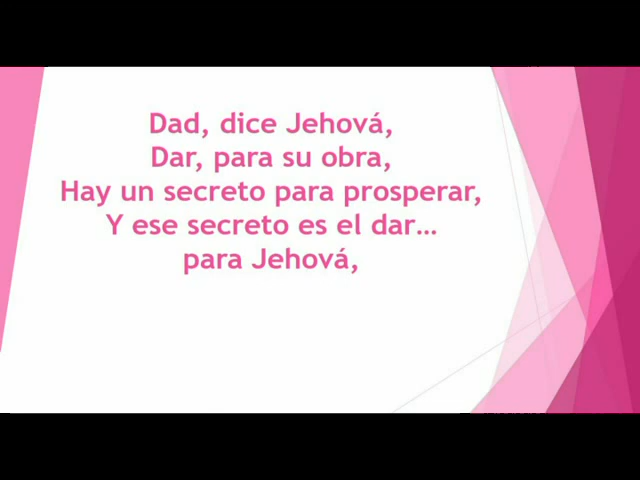 Dad, dice Jehová,
Dar, para su obra,
Hay un secreto para prosperar,
Y ese secreto es el dar…
para Jehová,